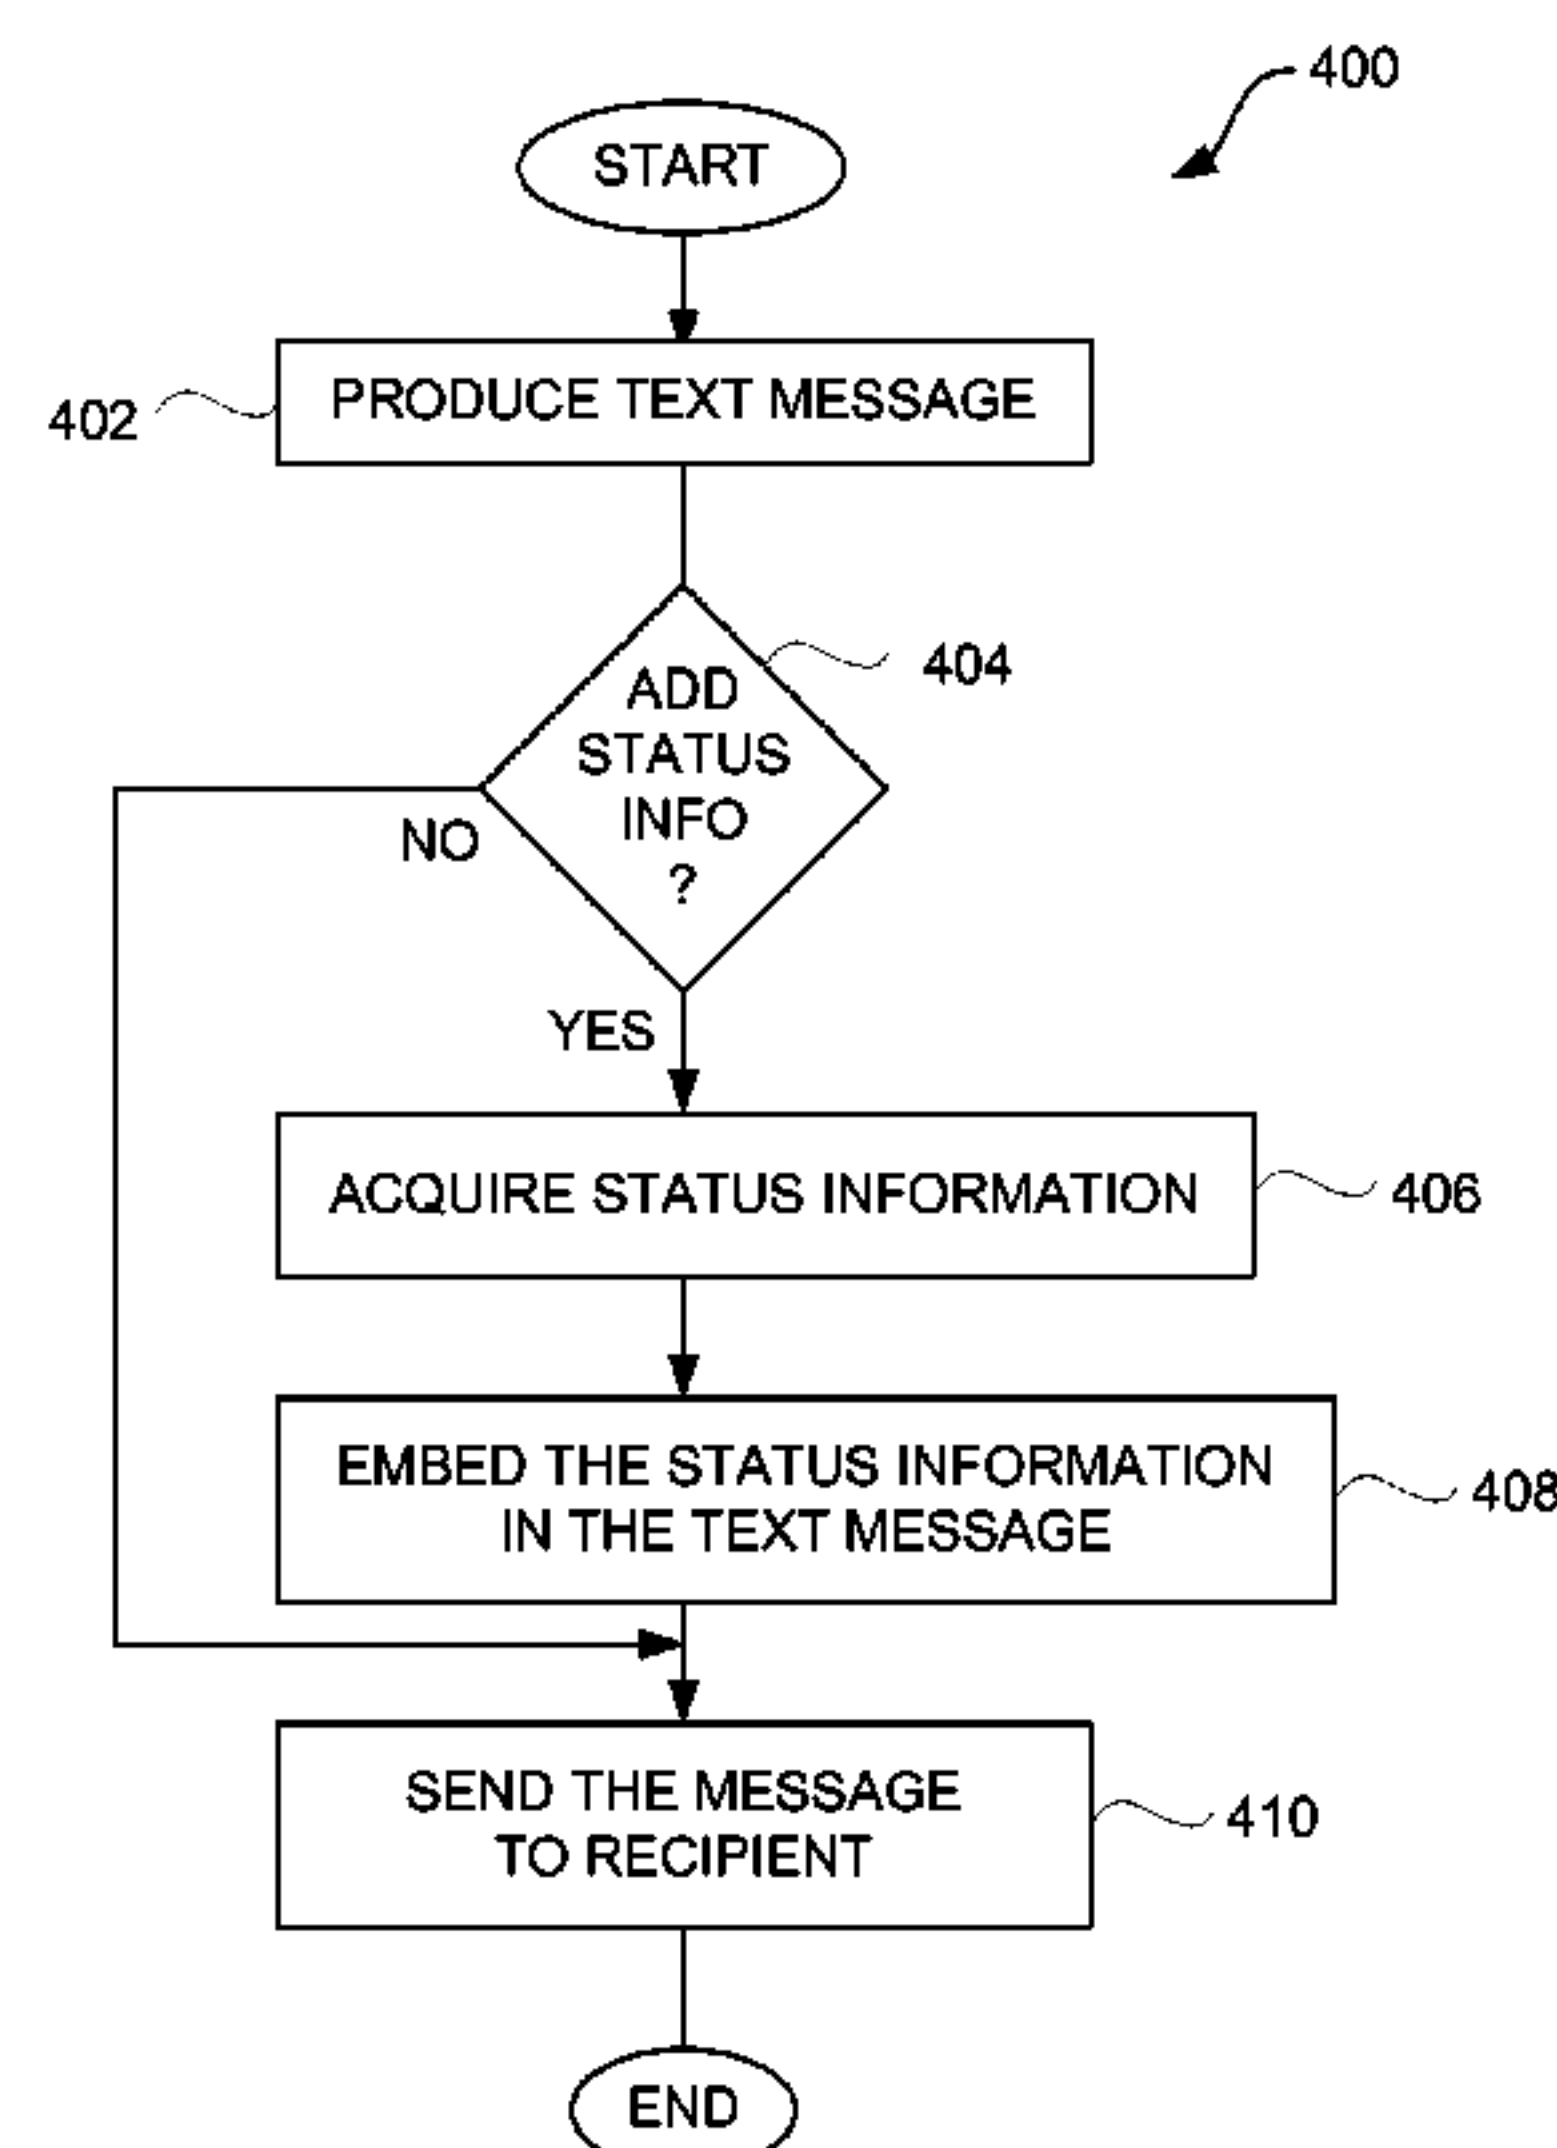 400
START
PRODUCE TEXT MESSAGE
402
ADD
STATUS
INFO
?
404
NO
YES
ACQUIRE STATUS INFORMATION
406
EMBED THE STATUS INFORMATION
IN THE TEXT MESSAGE
408
SEND THE MESSAGE
TO RECIPIENT
410
END